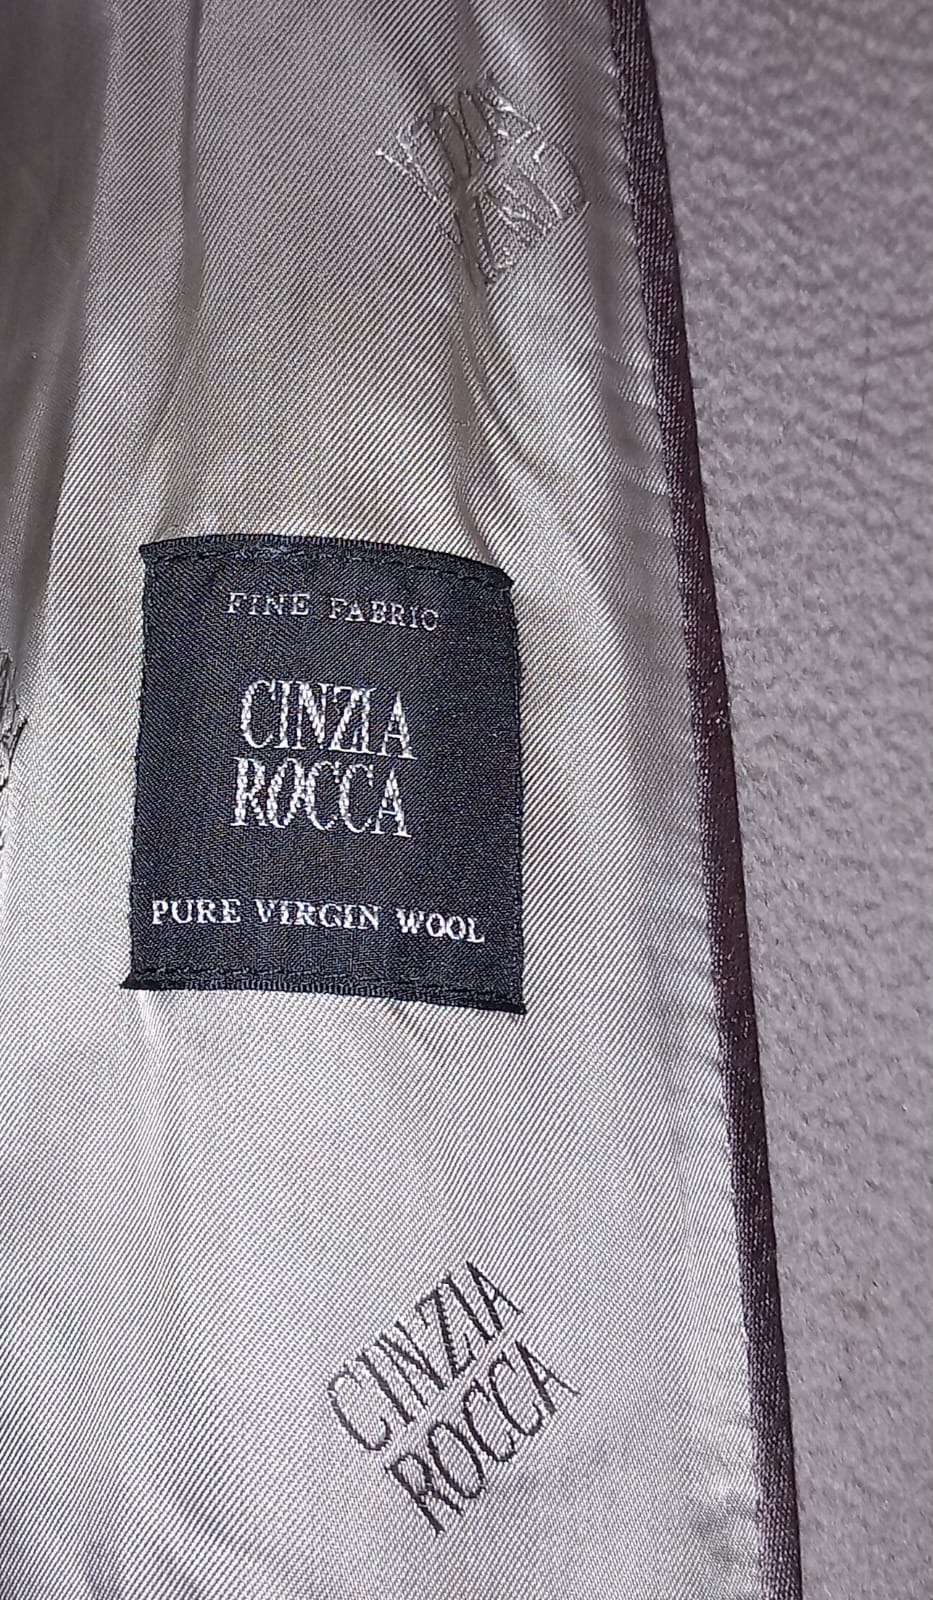 FINE FABRIC
CINZIA
ROCCA
PURE VIRGIN WOOL
CINZIA
ROCCA